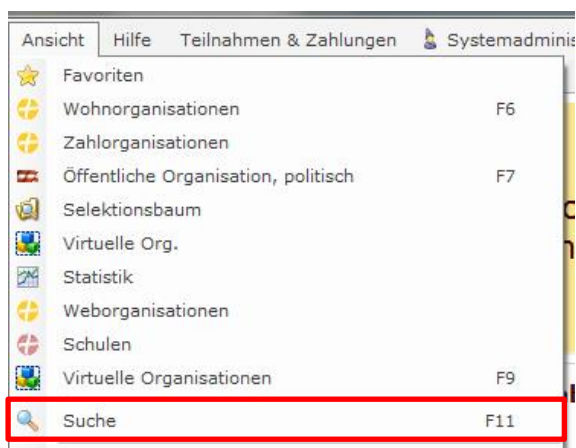 Ansicht Hilfe Teilnahmen & Zahlungen
Favoriten
Wohnorganisationen F6
Zahlorganisationen
Öffentliche Organisation, politisch F7
Selektionsbaum
Virtuelle Org.
Statistik
Weborganisationen
Schulen
Virtuelle Organisationen F9
Suche F11